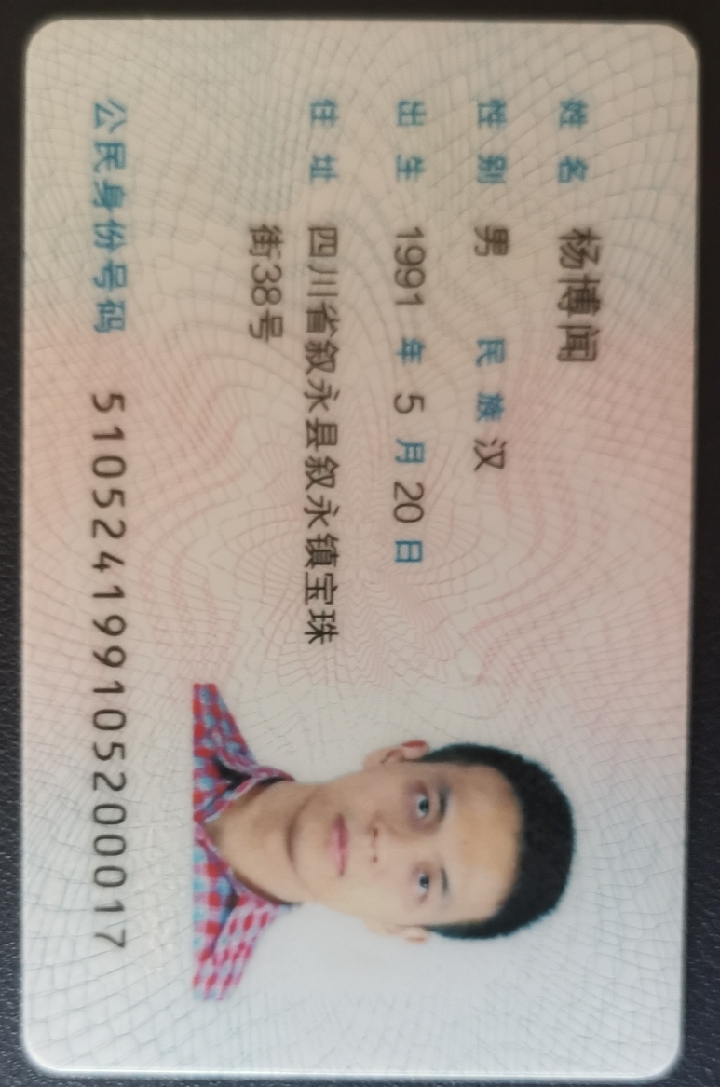 姓名 杨博闻
性别 男 民族 汉
出生 1991 年 5 月 20 日
住址 四川省叙永县叙永镇宝珠
街38号
公民身份号码 510524199105200017